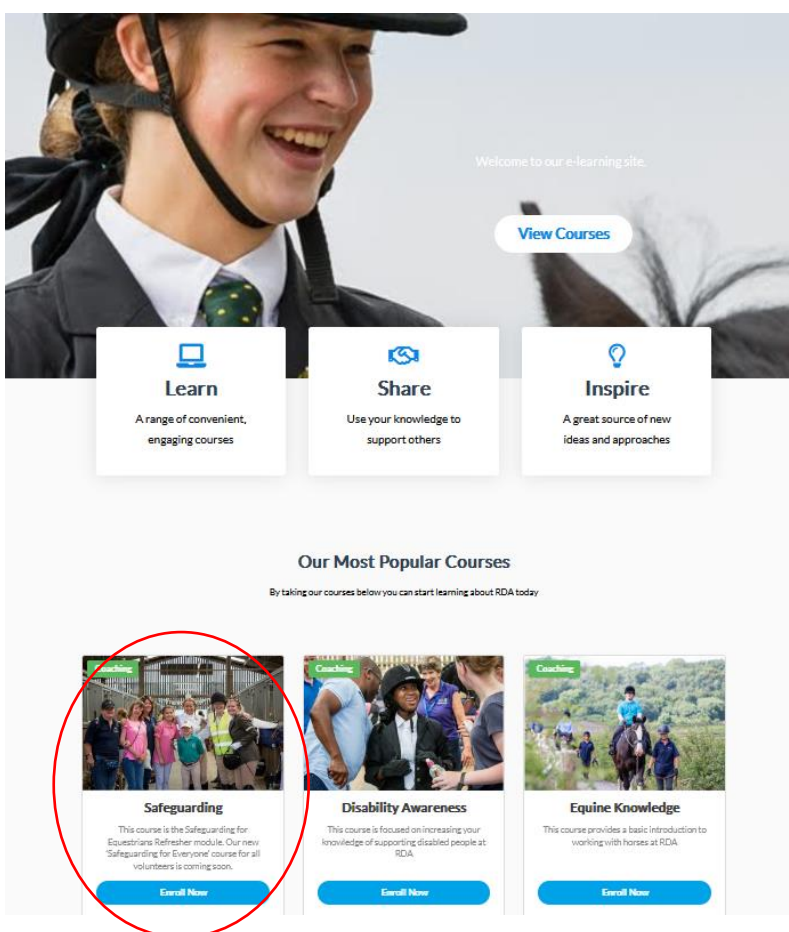 Welcome to our e-learning site.
View Courses
Learn
A range of convenient,
engaging courses
Share
Use your knowledge to
support others
Inspire
A great source of new
ideas and approaches
Our Most Popular Courses
By taking our courses below you can start learning about RDA today
Coaching
Safeguarding
This course is the Safeguarding for
Equestrians Refresher module. Our new
'Safeguarding for Everyone' course for all
volunteers is coming soon.
Enroll Now
Coaching
Disability Awareness
This course is focused on increasing your
knowledge of supporting disabled people at
RDA
Enroll Now
Coaching
Equine Knowledge
This course provides a basic introduction to
working with horses at RDA
Enroll Now